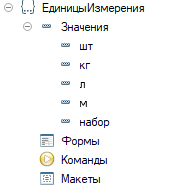 ЕдиницыИзмерения
Значения
шт
кг
л
м
набор
Формы
Команды
Макеты